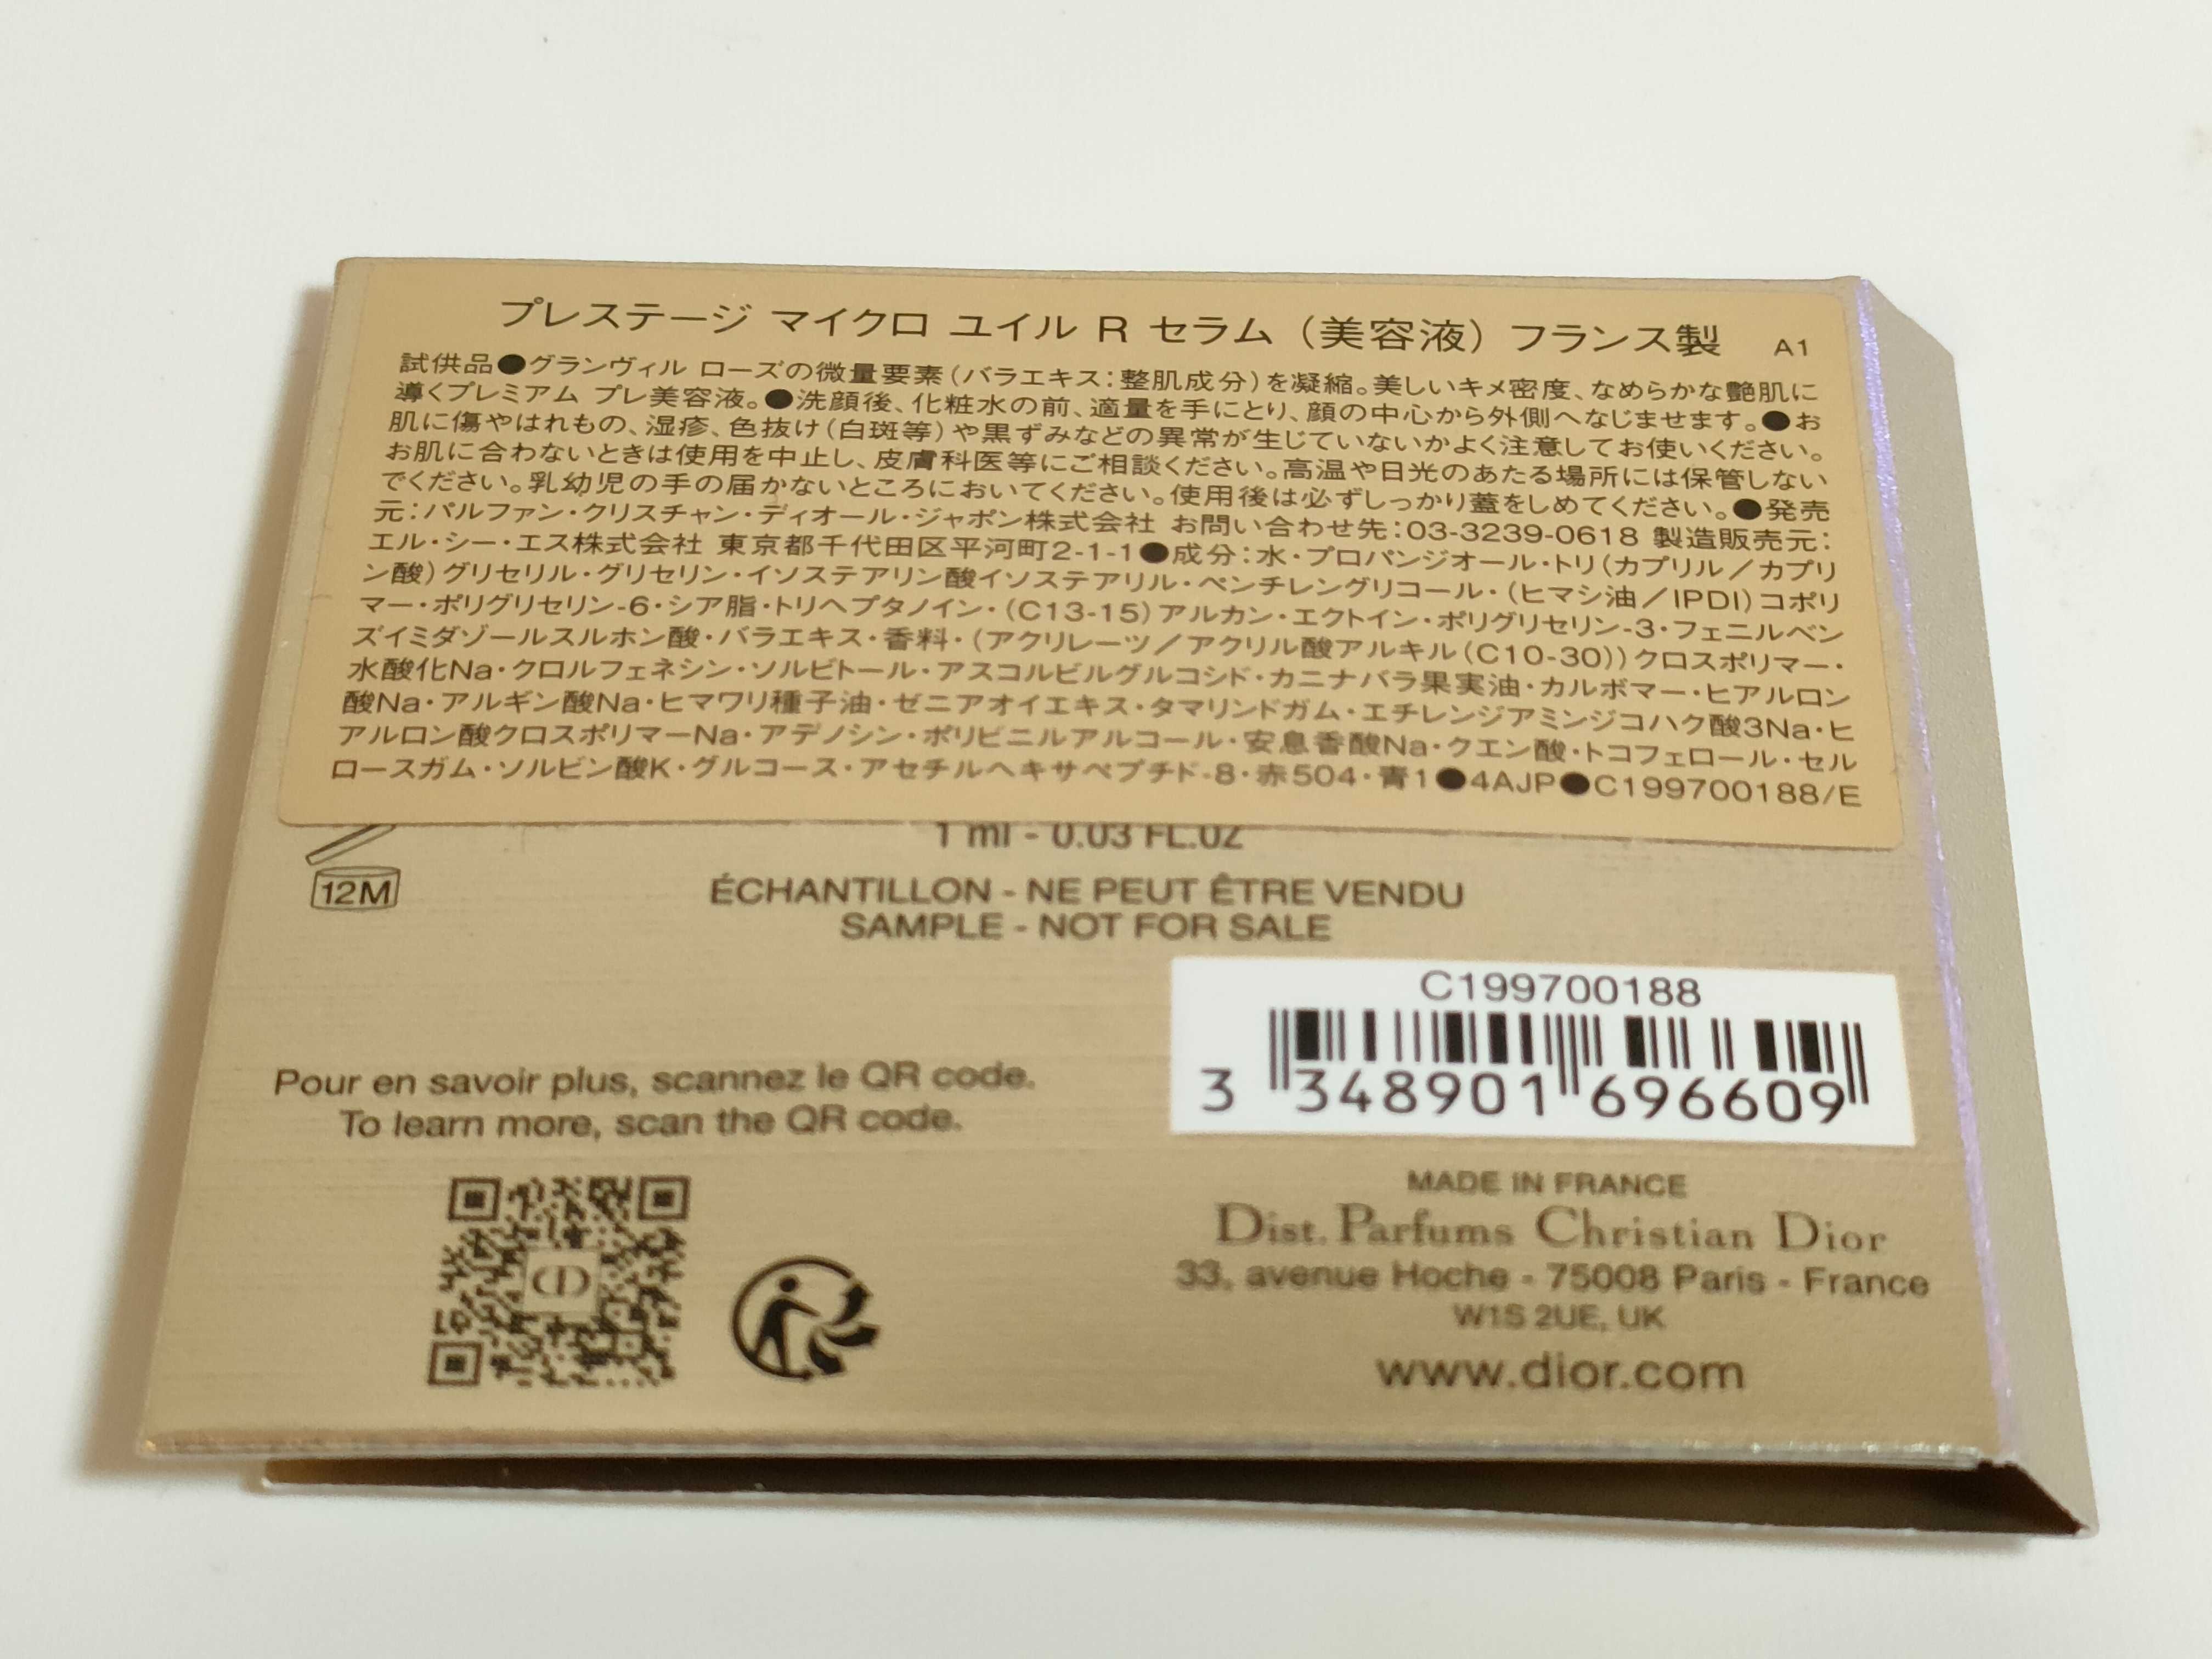 プレステージ マイクロ ユイル R セラム（美容液）フランス製 A1
試供品●グランヴィル ローズの微量要素（バラエキス：整肌成分）を凝縮。美しいキメ密度、なめらかな艶肌に
導くプレミアム プレ美容液。●洗顔後、化粧水の前、適量を手にとり、顔の中心から外側へなじませます。●お
肌に傷やはれもの、湿疹、色抜け（白斑等）や黒ずみなどの異常が生じていないかよく注意してお使いください。
お肌に合わないときは使用を中止し、皮膚科医等にご相談ください。高温や日光のあたる場所には保管しない
でください。乳幼児の手の届かないところにおいてください。使用後は必ずしっかり蓋をしめてください。●発売
元：パルファン・クリスチャン・ディオール・ジャポン株式会社 お問い合わせ先：03-3239-0618 製造販売元：
エル・シー・エス株式会社 東京都千代田区平河町2-1-1●成分：水・プロパンジオール・トリ（カプリル／カプリ
ン酸）グリセリル・グリセリン・イソステアリン酸イソステアリル・ペンチレングリコール・（ヒマシ油／IPDI）コポリ
マー・ポリグリセリン-6・シア脂・トリヘプタノイン・（C13-15）アルカン・エクトイン・ポリグリセリン-3・フェニルベン
ズイミダゾールスルホン酸・バラエキス・香料・（アクリレーツ／アクリル酸アルキル（C10-30））クロスポリマー・
水酸化Na・クロルフェネシン・ソルビトール・アスコルビルグルコシド・カニナバラ果実油・カルボマー・ヒアルロン
酸Na・アルギン酸Na・ヒマワリ種子油・ゼニアオイエキス・タマリンドガム・エチレンジアミンジコハク酸3Na・ヒ
アルロン酸クロスポリマーNa・アデノシン・ポリビニルアルコール・安息香酸Na・クエン酸・トコフェロール・セル
ロースガム・ソルビン酸K・グルコース・アセチルヘキサペプチド-8・赤504・青1●4AJP●C199700188/E
1 ml - 0.03 FL.OZ
12M
ÉCHANTILLON - NE PEUT ÊTRE VENDU
SAMPLE - NOT FOR SALE
C199700188
3 348901 696609
Pour en savoir plus, scannez le QR code.
To learn more, scan the QR code.
CD
MADE IN FRANCE
Dist. Parfums Christian Dior
33, avenue Hoche - 75008 Paris - France
W1S 2UE, UK
www.dior.com